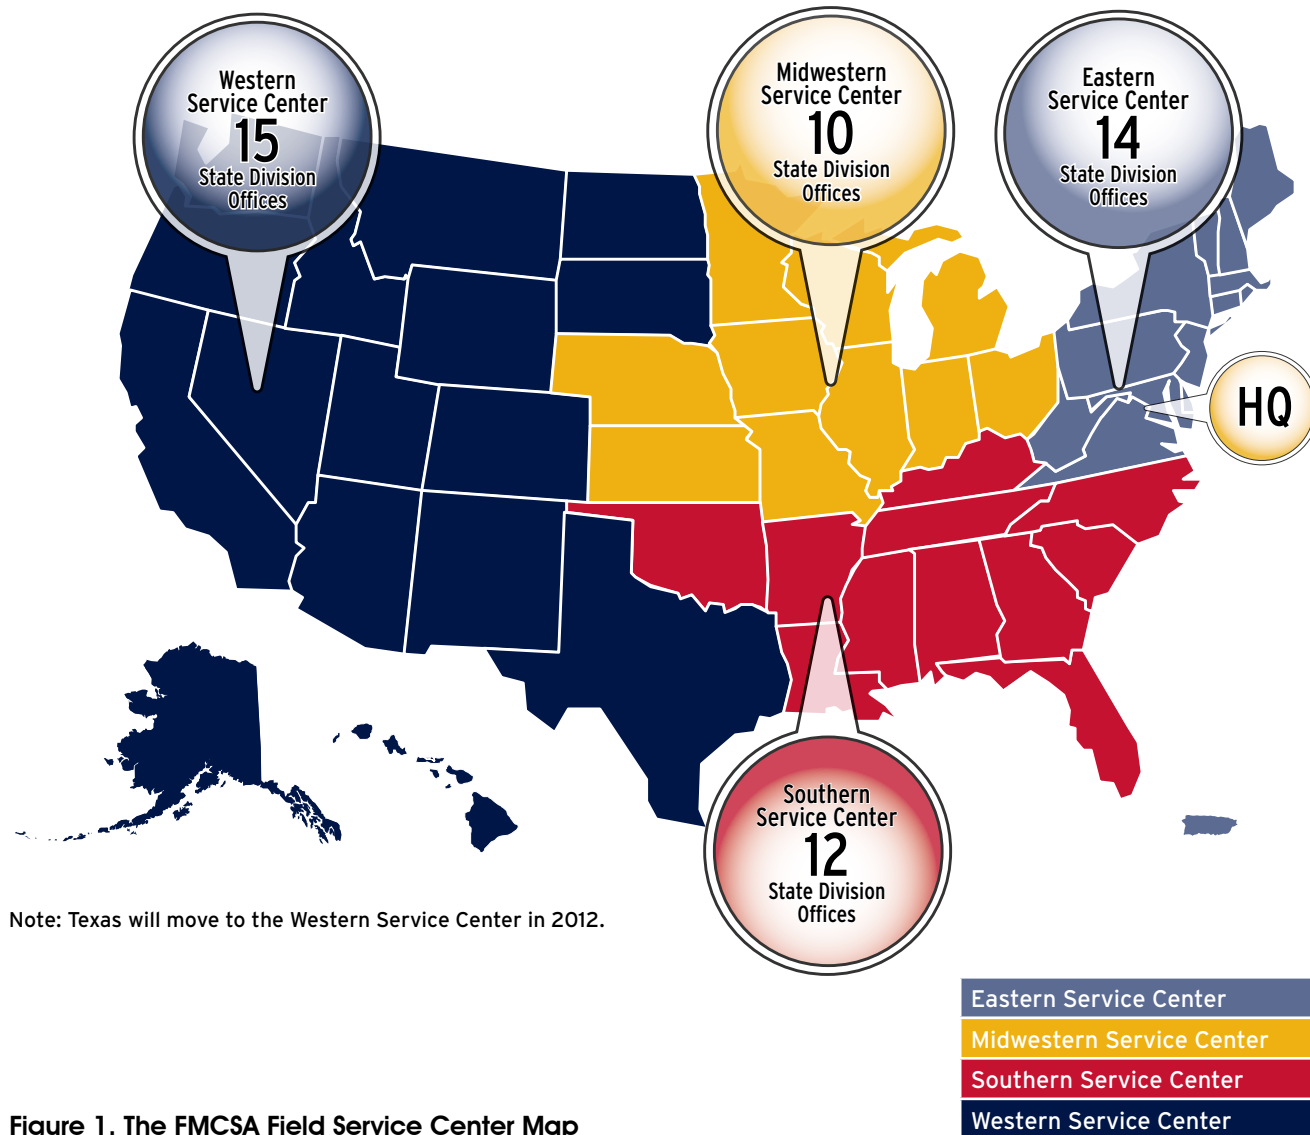 Western
Service Center
15
State Division
Offices
Midwestern
Service Center
10
State Division
Offices
Eastern
Service Center
14
State Division
Offices
HQ
Southern
Service Center
12
State Division
Offices
Note: Texas will move to the Western Service Center in 2012.
Eastern Service Center
Midwestern Service Center
Southern Service Center
Western Service Center
Figure 1. The FMCSA Field Service Center Map